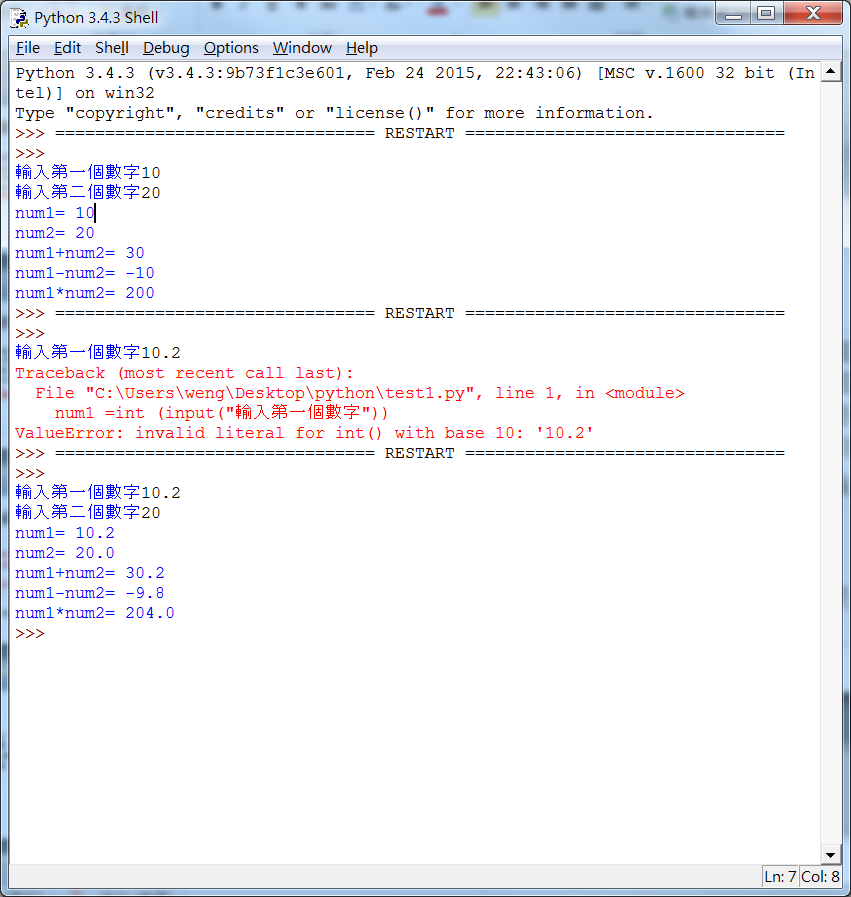 Python 3.4.3 Shell
File Edit Shell Debug Options Window Help
Python 3.4.3 (v3.4.3:9b73f1c3e601, Feb 24 2015, 22:43:06) [MSC v.1600 32 bit (In
tel)] on win32
Type "copyright", "credits" or "license()" for more information.
>>> ================================ RESTART ================================
>>>
輸入第一個數字10
輸入第二個數字20
num1= 10
num2= 20
num1+num2= 30
num1-num2= -10
num1*num2= 200
>>> ================================ RESTART ================================
>>>
輸入第一個數字10.2
Traceback (most recent call last):
  File "C:\Users\weng\Desktop\python\test1.py", line 1, in <module>
    num1 =int (input("輸入第一個數字"))
ValueError: invalid literal for int() with base 10: '10.2'
>>> ================================ RESTART ================================
>>>
輸入第一個數字10.2
輸入第二個數字20
num1= 10.2
num2= 20.0
num1+num2= 30.2
num1-num2= -9.8
num1*num2= 204.0
>>>
Ln: 7 Col: 8